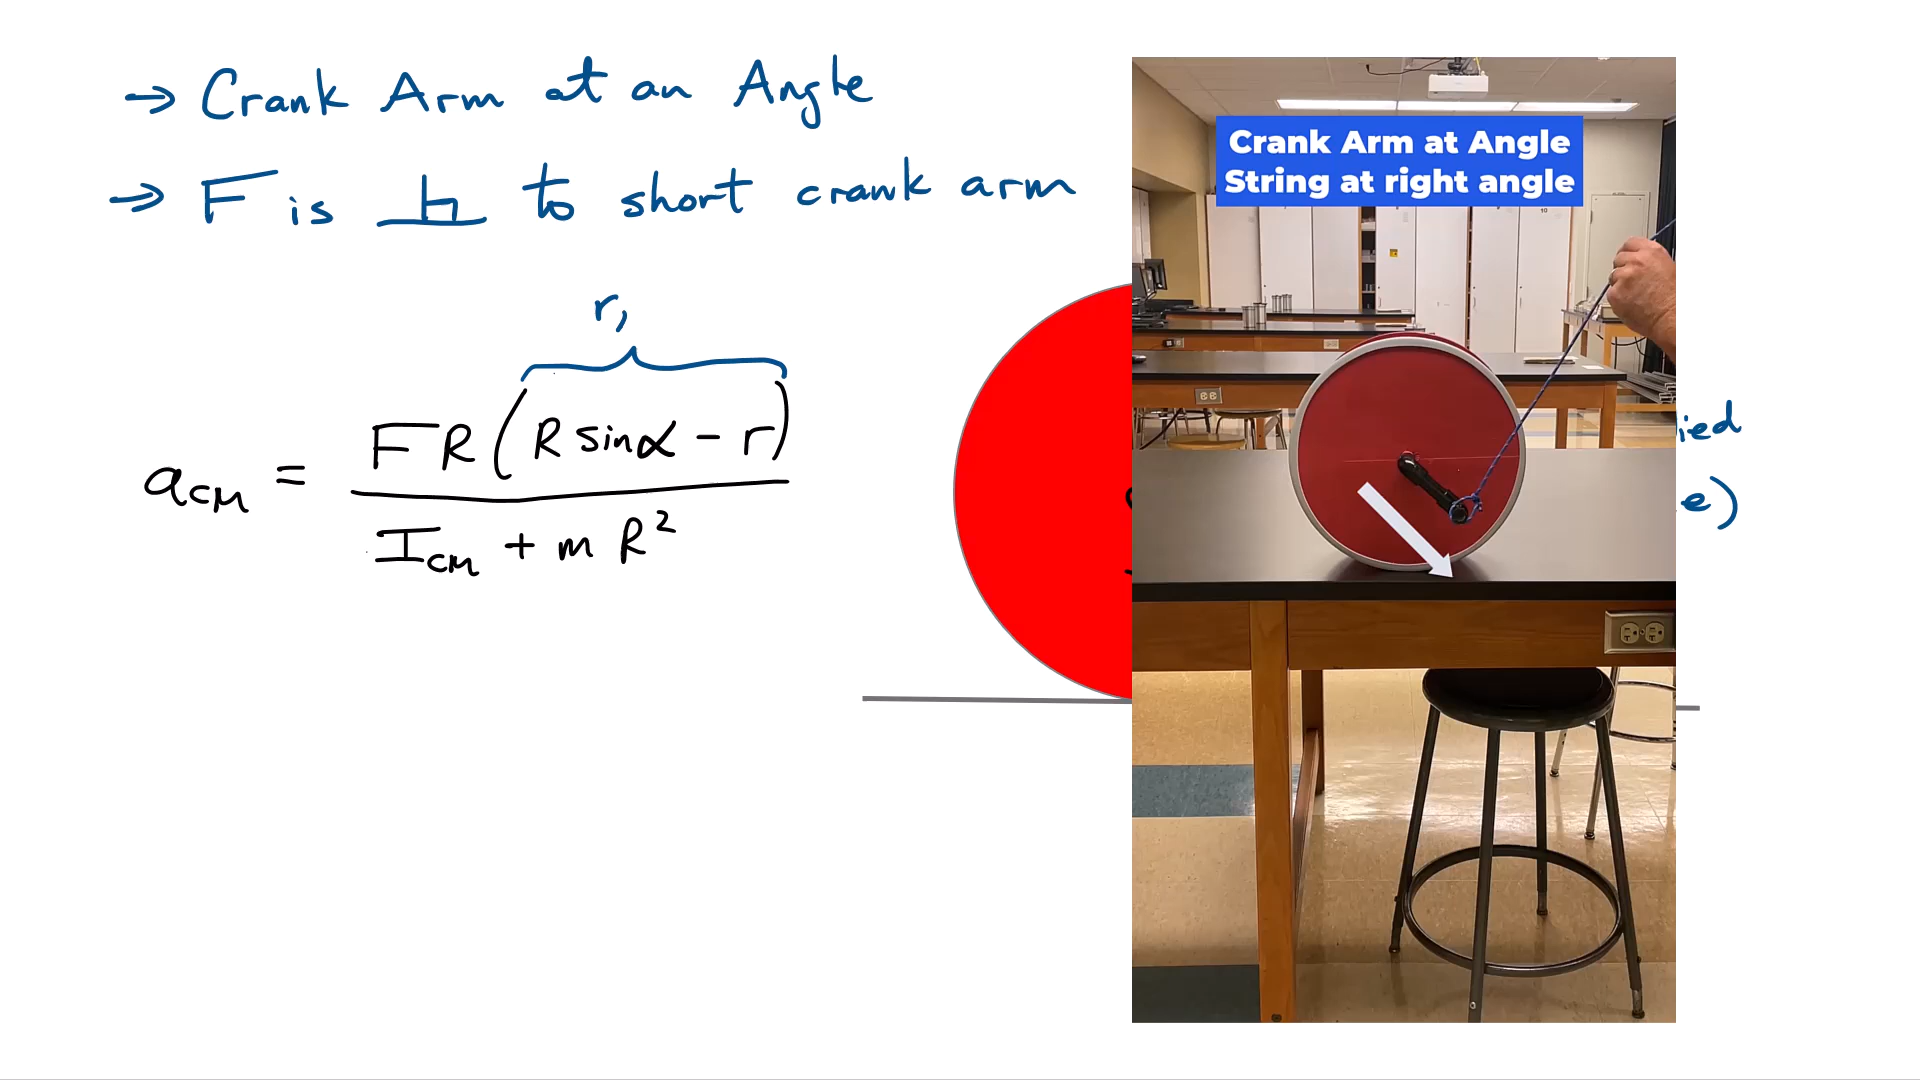 → Crank Arm at an Angle
→ F is ⊥ to short crank arm
r,
a_cm = FR(R sinα - r) / I_cm + mR²
Crank Arm at Angle
String at right angle
10
e)